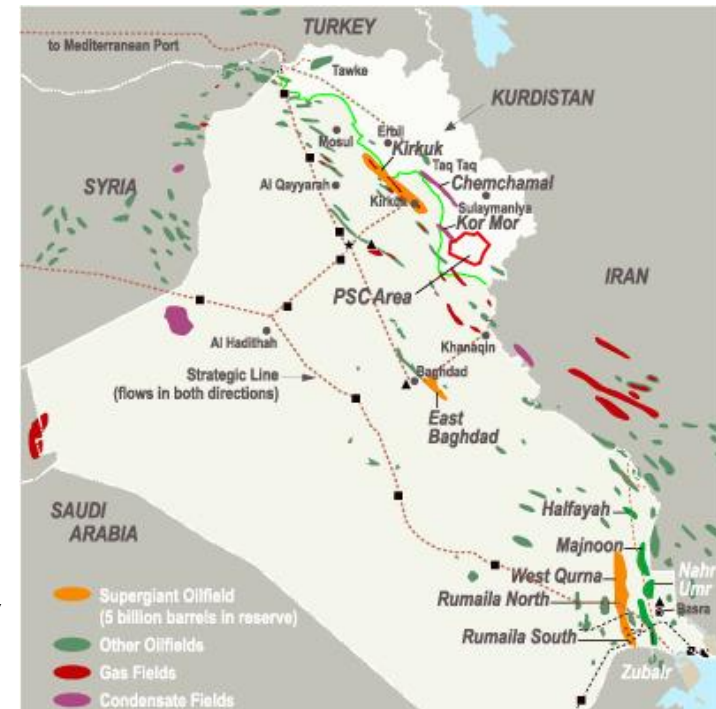 TURKEY
to Mediterranean Port
Tawke
KURDISTAN
Mosul
Erbil
Kirkuk
Taq Taq
SYRIA
Al Qayyarah
Chemchamal
Kirkuk
Sulaymaniya
Kor Mor
IRAN
PSC Area
Al Hadithah
Khanaqin
Strategic Line
(flows in both directions)
Baghdad
East
Baghdad
SAUDI
ARABIA
Halfayah
Majnoon
West Qurna
Nahr
Umr
Rumaila North
Basra
Rumaila South
Zubair
Supergiant Oilfield
(5 billion barrels in reserve)
Other Oilfields
Gas Fields
Condensate Fields